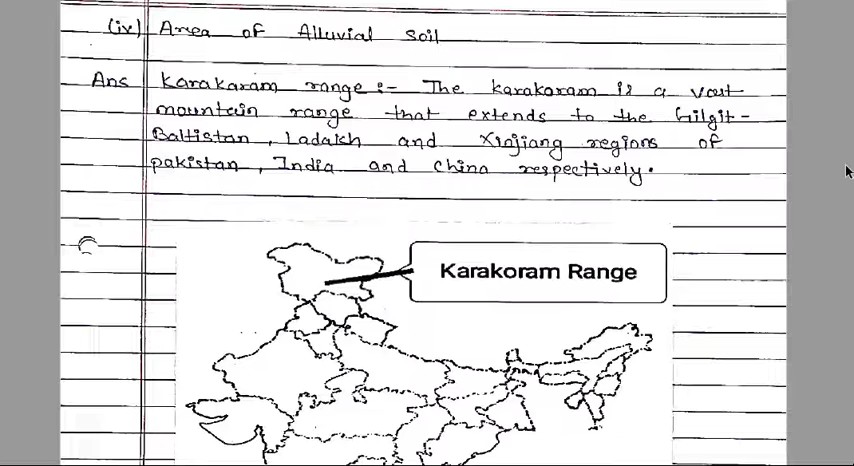 (iv) Area of Alluvial Soil
Ans Karakaram range :- The karakoram is a vast
mountain range that extends to the Gilgit-
Baltistan, Ladakh and Xinjiang regions of
pakistan, India and China respectively.
Karakoram Range